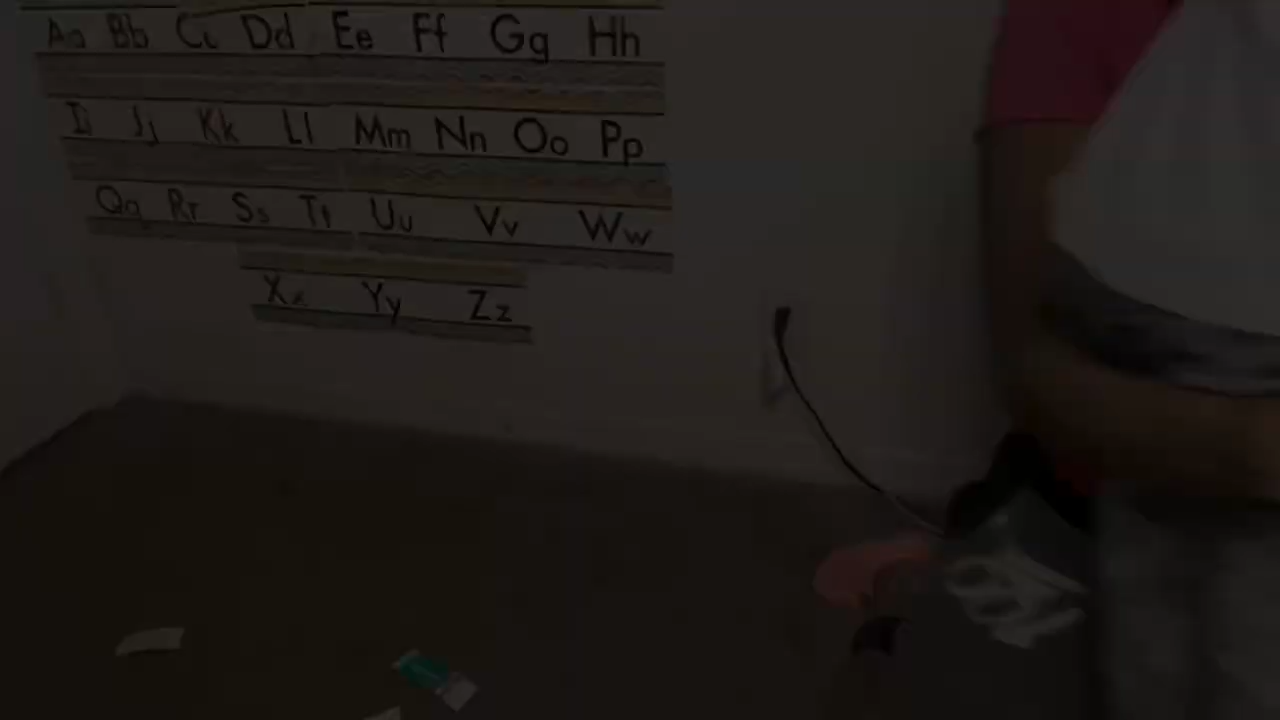 Aa Bb Cc Dd Ee Ff Gg Hh
Ii Jj Kk Ll Mm Nn Oo Pp
Qq Rr Ss Tt Uu Vv Ww
Xx Yy Zz